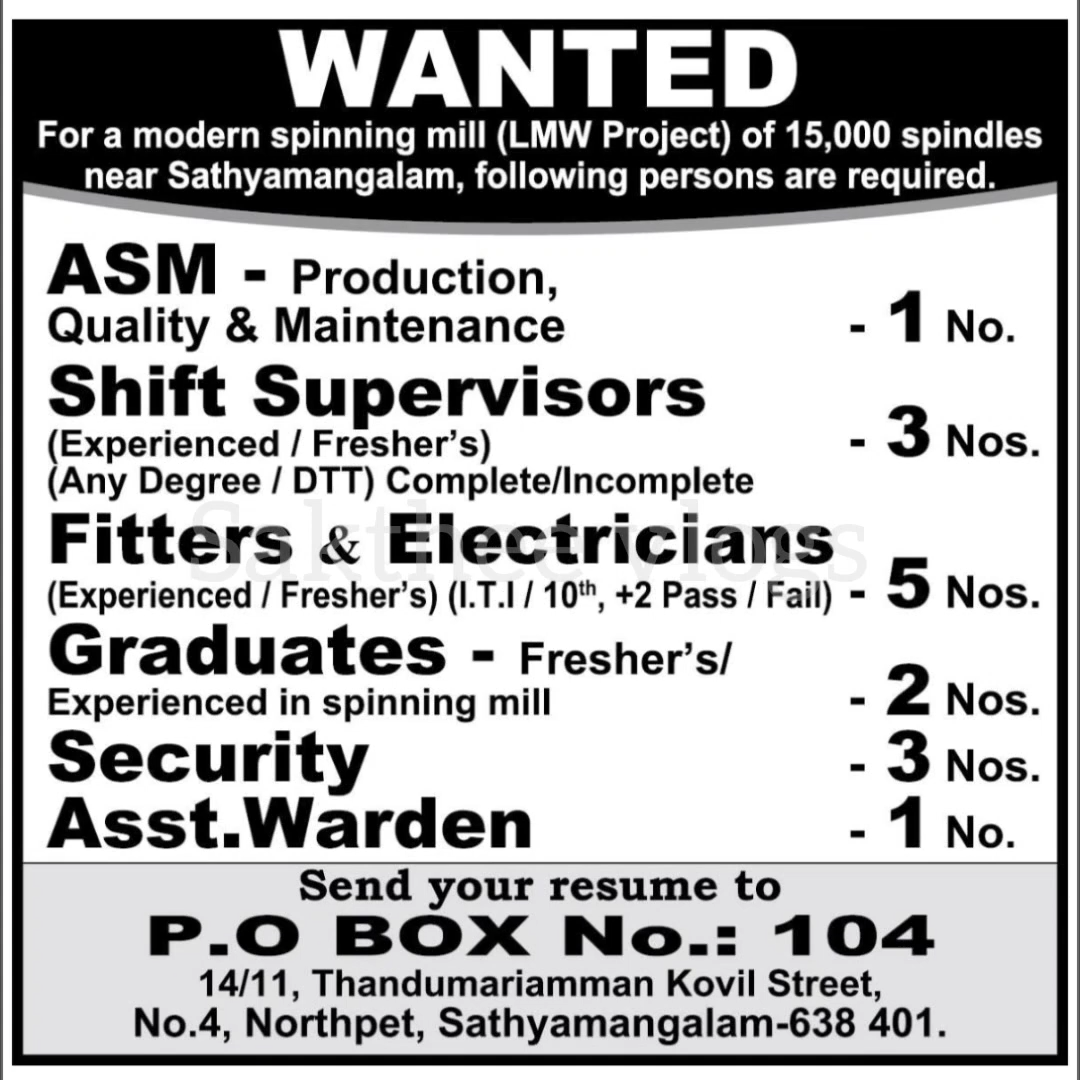 WANTED
For a modern spinning mill (LMW Project) of 15,000 spindles
near Sathyamangalam, following persons are required.
ASM - Production,
Quality & Maintenance - 1 No.
Shift Supervisors
(Experienced / Fresher's) - 3 Nos.
(Any Degree / DTT) Complete/Incomplete
Fitters & Electricians
Sakthee vlogs
(Experienced / Fresher's) (I.T.I / 10th, +2 Pass / Fail) - 5 Nos.
Graduates - Fresher's/
Experienced in spinning mill - 2 Nos.
Security - 3 Nos.
Asst.Warden - 1 No.
Send your resume to
P.O BOX No.: 104
14/11, Thandumariamman Kovil Street,
No.4, Northpet, Sathyamangalam-638 401.